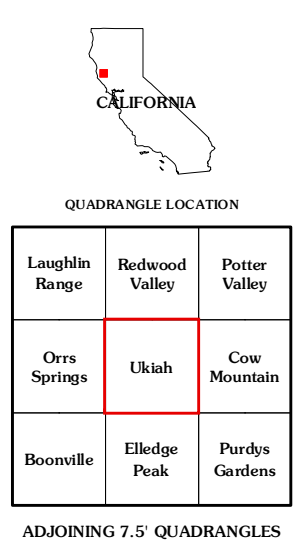 CALIFORNIA
QUADRANGLE LOCATION
Laughlin
Range
Redwood
Valley
Potter
Valley
Orrs
Springs
Ukiah
Cow
Mountain
Boonville
Elledge
Peak
Purdys
Gardens
ADJOINING 7.5' QUADRANGLES